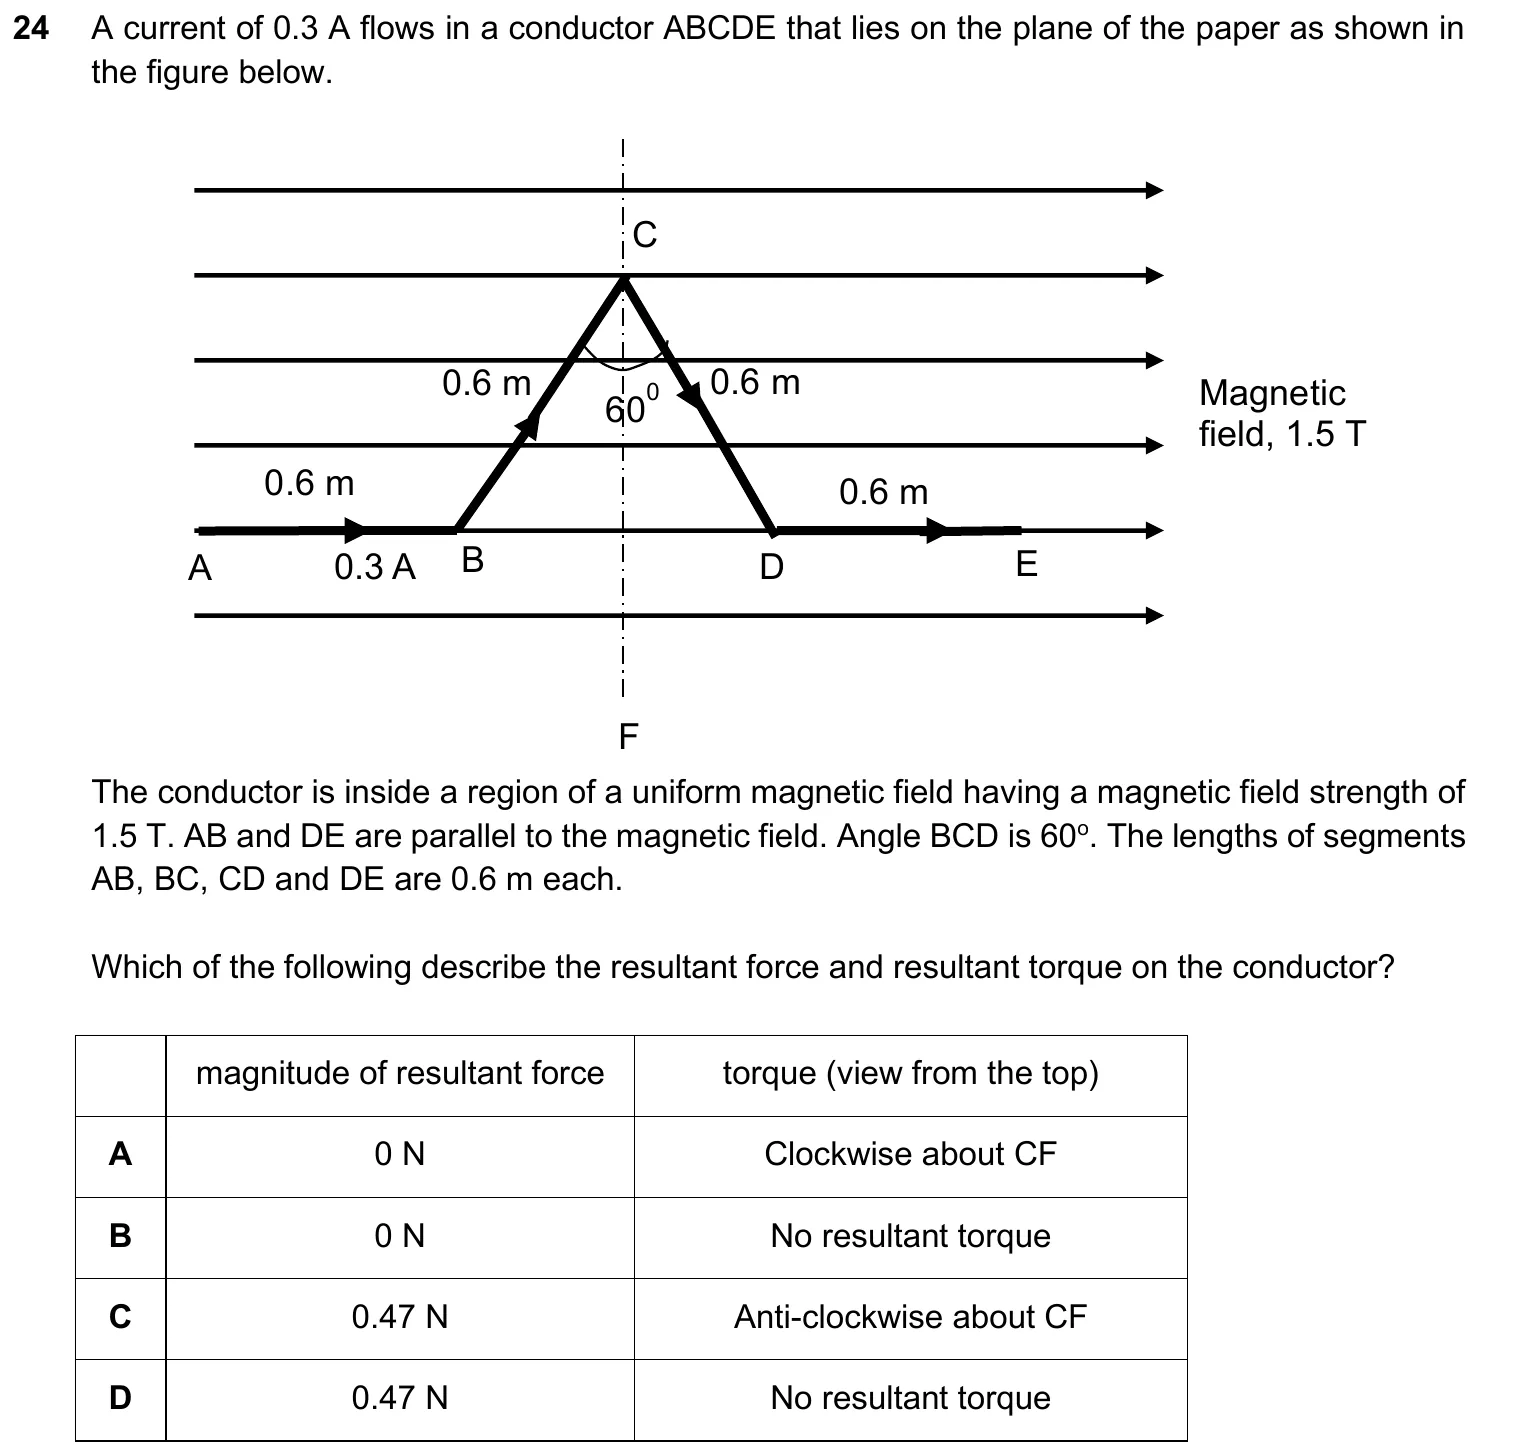 24 A current of 0.3 A flows in a conductor ABCDE that lies on the plane of the paper as shown in
the figure below.
C
0.6 m
60⁰
0.6 m
Magnetic
field, 1.5 T
0.6 m
0.6 m
A
0.3 A
B
D
E
F
The conductor is inside a region of a uniform magnetic field having a magnetic field strength of
1.5 T. AB and DE are parallel to the magnetic field. Angle BCD is 60°. The lengths of segments
AB, BC, CD and DE are 0.6 m each.
Which of the following describe the resultant force and resultant torque on the conductor?
magnitude of resultant force torque (view from the top)
A 0 N Clockwise about CF
B 0 N No resultant torque
C 0.47 N Anti-clockwise about CF
D 0.47 N No resultant torque